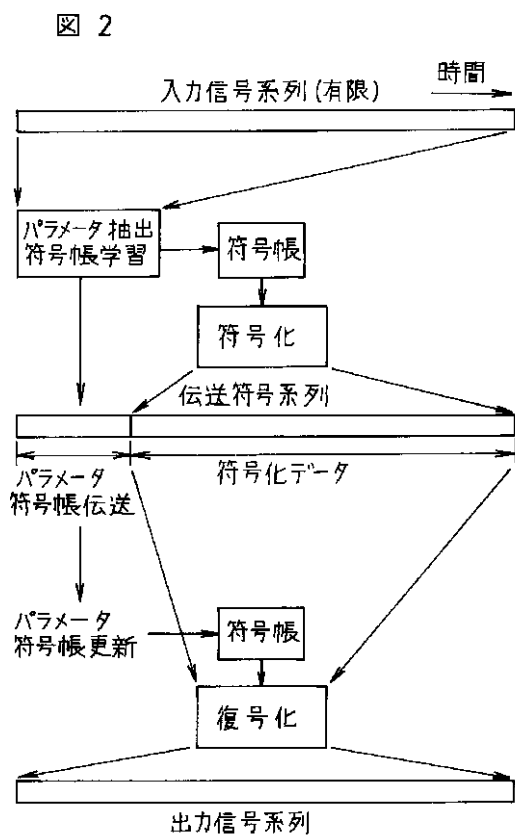 図 2
時間
入力信号系列(有限)
パラメータ抽出
符号帳学習
符号帳
符号化
伝送符号系列
パラメータ
符号帳伝送
符号化データ
パラメータ
符号帳更新
符号帳
復号化
出力信号系列